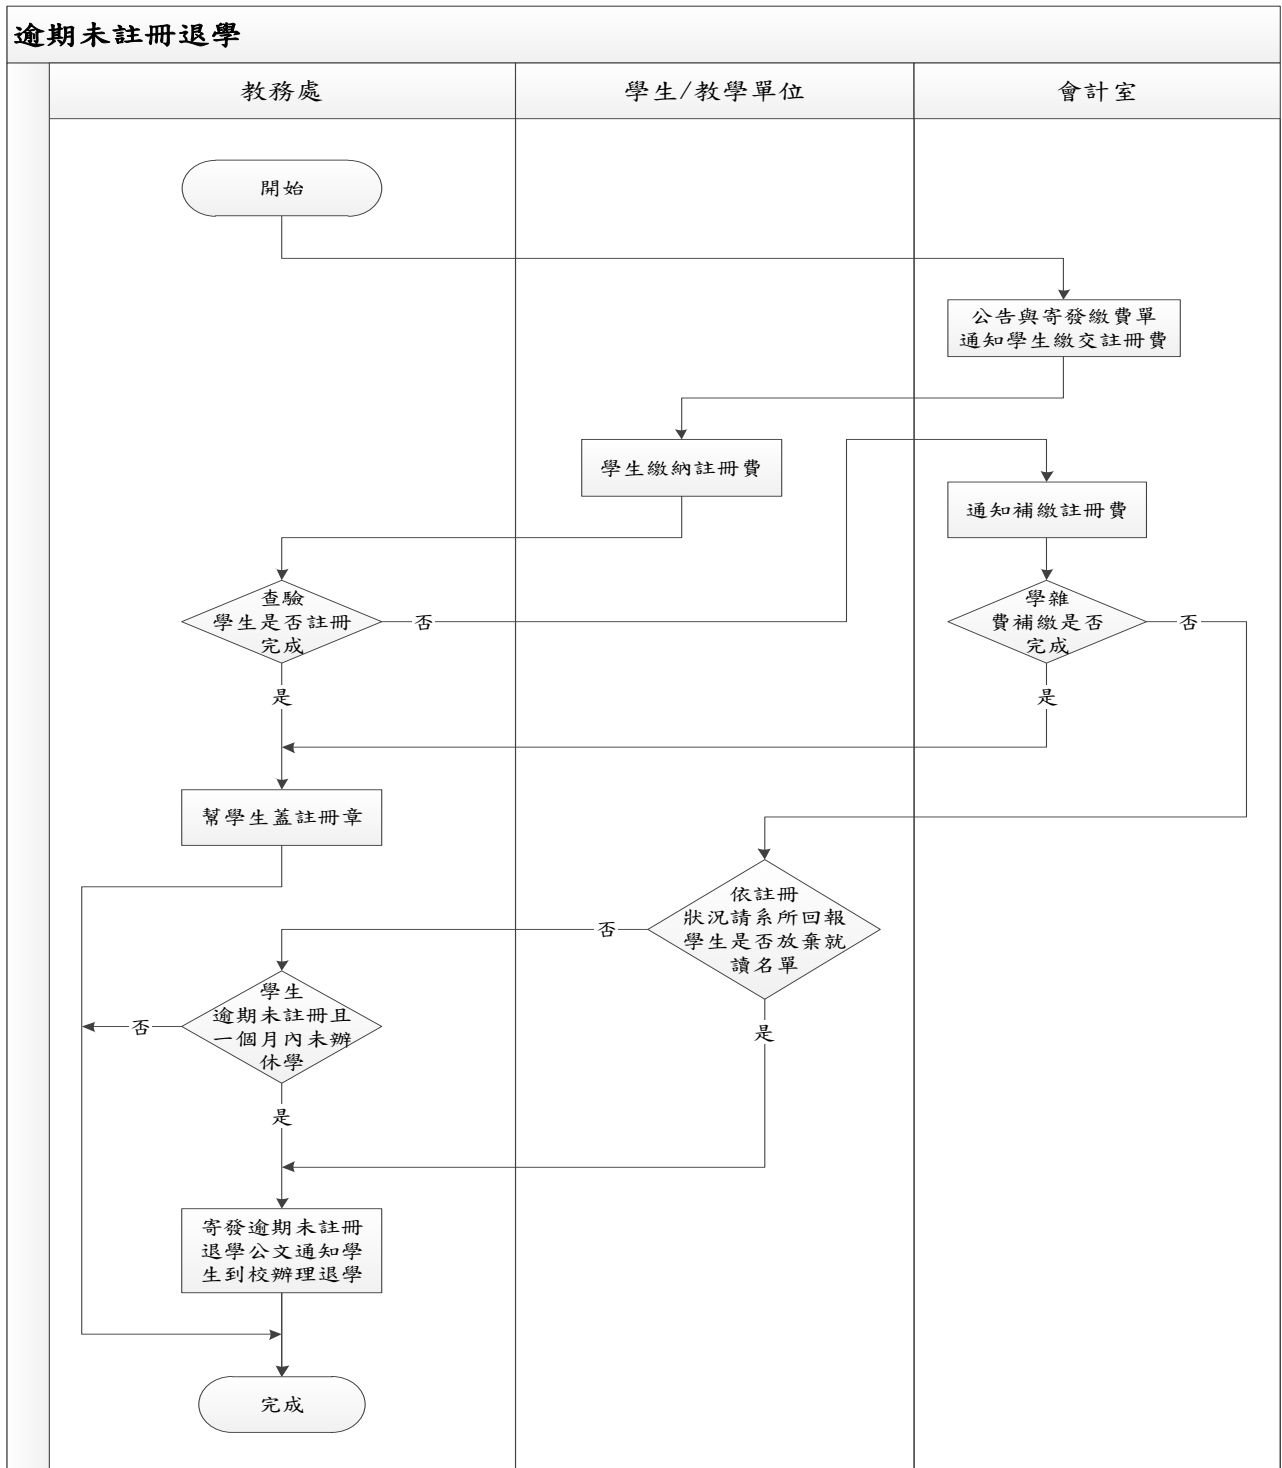 逾期未註冊退學
教務處
學生/教學單位
會計室
開始
公告與寄發繳費單
通知學生繳交註冊費
學生繳納註冊費
通知補繳註冊費
查驗
學生是否註冊
完成
否
學雜
費補繳是否
完成
否
是
是
幫學生蓋註冊章
依註冊
狀況請系所回報
學生是否放棄就
讀名單
否
學生
逾期未註冊且
一個月內未辦
休學
否
是
是
寄發逾期未註冊
退學公文通知學
生到校辦理退學
完成